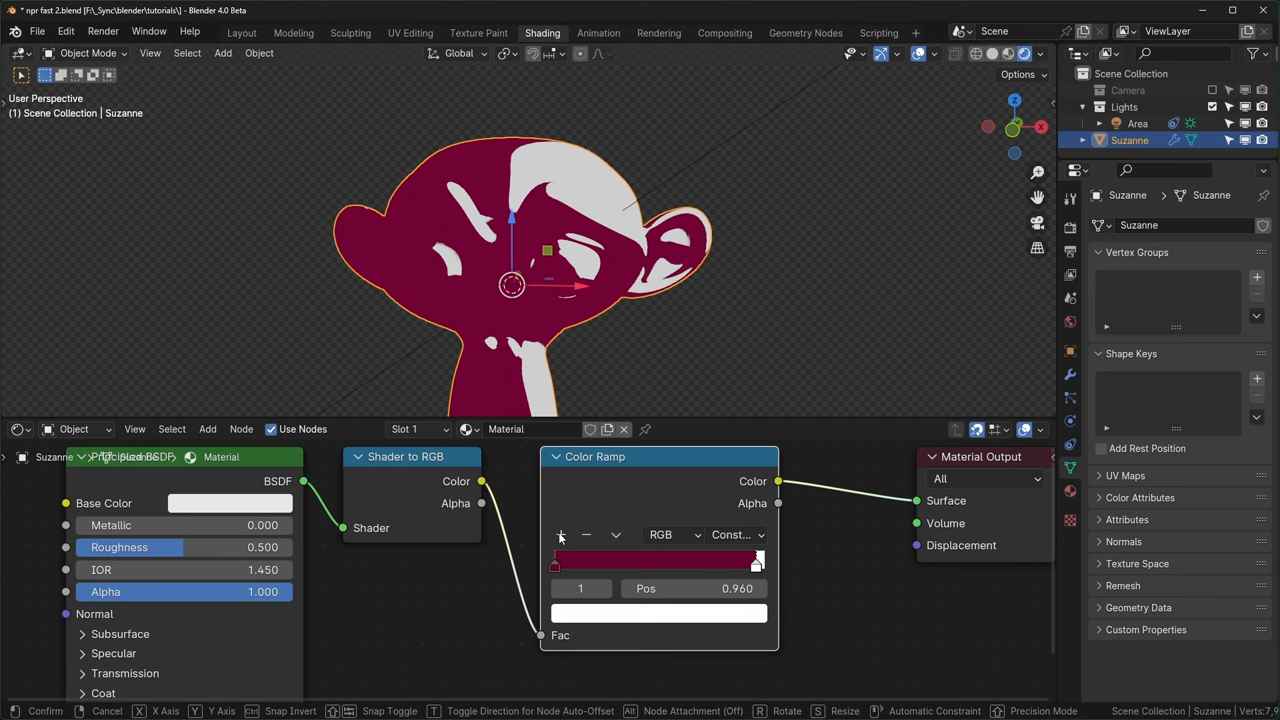 * npr fast 2.blend [F:\_Sync\blender\tutorials\] - Blender 4.0 Beta
File Edit Render Window Help Layout Modeling Sculpting UV Editing Texture Paint Shading Animation Rendering Compositing Geometry Nodes Scripting + Scene ViewLayer
Object Mode View Select Add Object Global
Options
User Perspective
(1) Scene Collection | Suzanne
Z
X
Scene Collection
Camera
Lights
Area
Suzanne
Suzanne Suzanne
Suzanne
Vertex Groups
Shape Keys
Add Rest Position
UV Maps
Color Attributes
Attributes
Normals
Texture Space
Remesh
Geometry Data
Custom Properties
Object View Select Add Node Use Nodes Slot 1 Material
Suzanne Material
Principled BSDF
BSDF
Base Color
Metallic 0.000
Roughness 0.500
IOR 1.450
Alpha 1.000
Normal
Subsurface
Specular
Transmission
Coat
Shader to RGB
Color
Alpha
Shader
Color Ramp
Color
Alpha
RGB Const...
1 Pos 0.960
Fac
Material Output
All
Surface
Volume
Displacement
Confirm Cancel X X Axis Y Y Axis Ctrl Snap Invert Snap Toggle T Toggle Direction for Node Auto-Offset Alt Node Attachment (Off) R Rotate S Resize Automatic Constraint Precision Mode Scene Collection | Suzanne | Verts:7,9